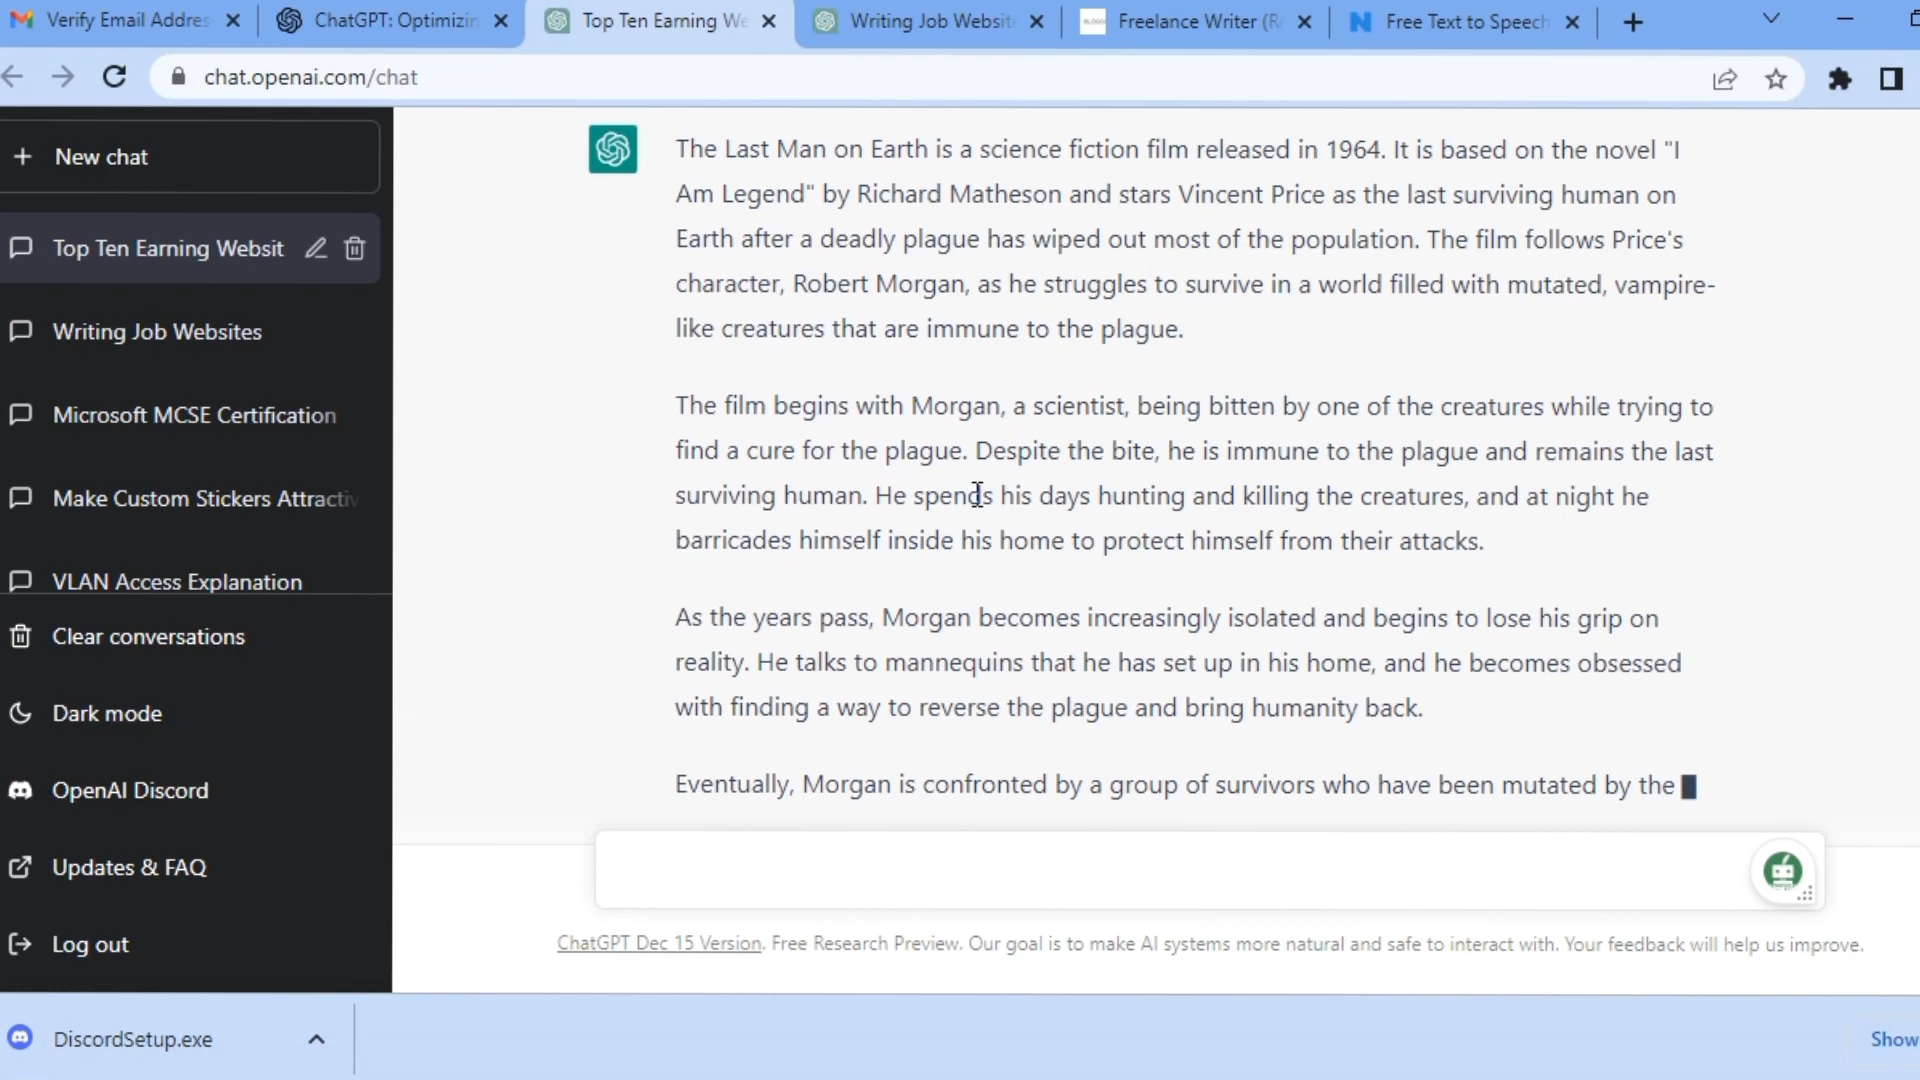 Verify Email Addres
ChatGPT: Optimizin
Top Ten Earning We
Writing Job Websit
Freelance Writer (R
Free Text to Speech
chat.openai.com/chat
New chat
Top Ten Earning Websit
Writing Job Websites
Microsoft MCSE Certification
Make Custom Stickers Attractiv
VLAN Access Explanation
Clear conversations
Dark mode
OpenAI Discord
Updates & FAQ
Log out
The Last Man on Earth is a science fiction film released in 1964. It is based on the novel "I
Am Legend" by Richard Matheson and stars Vincent Price as the last surviving human on
Earth after a deadly plague has wiped out most of the population. The film follows Price's
character, Robert Morgan, as he struggles to survive in a world filled with mutated, vampire-
like creatures that are immune to the plague.
The film begins with Morgan, a scientist, being bitten by one of the creatures while trying to
find a cure for the plague. Despite the bite, he is immune to the plague and remains the last
surviving human. He spends his days hunting and killing the creatures, and at night he
barricades himself inside his home to protect himself from their attacks.
As the years pass, Morgan becomes increasingly isolated and begins to lose his grip on
reality. He talks to mannequins that he has set up in his home, and he becomes obsessed
with finding a way to reverse the plague and bring humanity back.
Eventually, Morgan is confronted by a group of survivors who have been mutated by the
ChatGPT Dec 15 Version. Free Research Preview. Our goal is to make AI systems more natural and safe to interact with. Your feedback will help us improve.
DiscordSetup.exe
Show